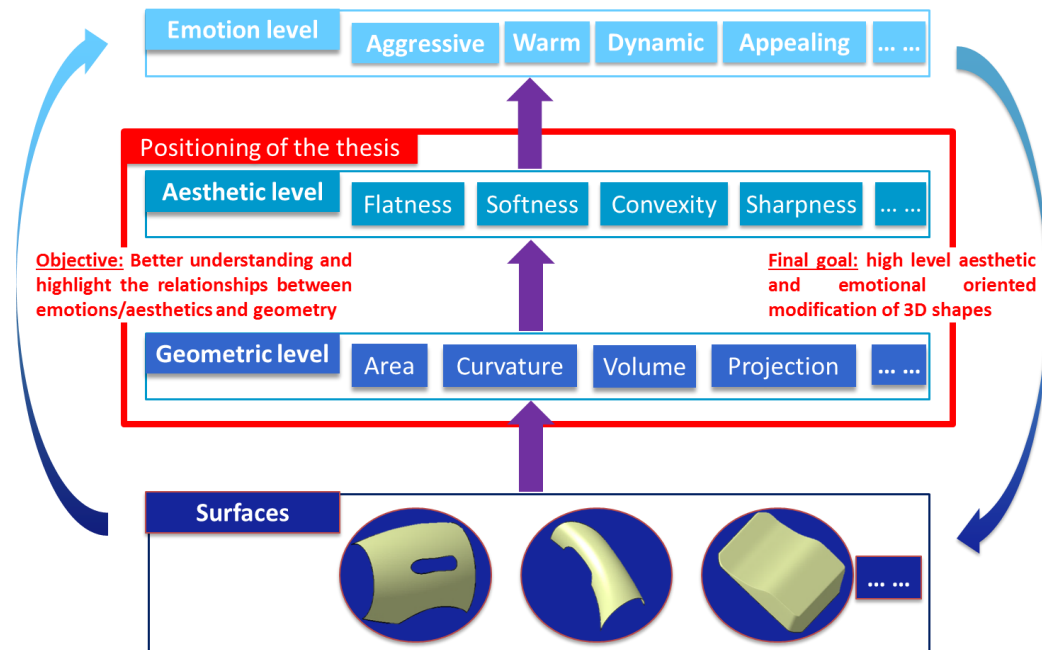 Emotion level
Aggressive Warm Dynamic Appealing ... ...
Positioning of the thesis
Aesthetic level
Flatness Softness Convexity Sharpness ... ...
Objective: Better understanding and
highlight the relationships between
emotions/aesthetics and geometry
Final goal: high level aesthetic
and emotional oriented
modification of 3D shapes
Geometric level
Area Curvature Volume Projection ... ...
Surfaces
... ...